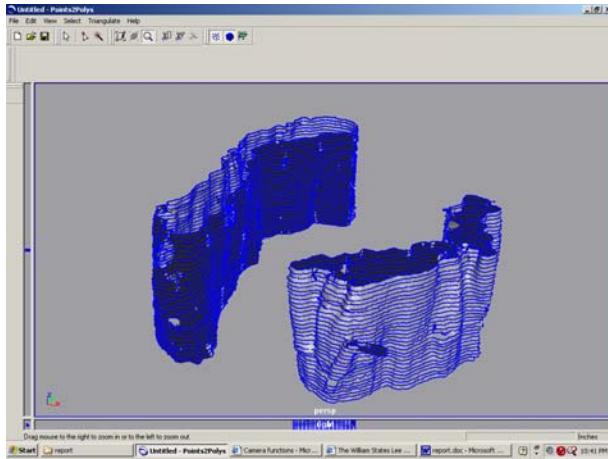 Untitled - Points2Polys
File Edit View Select Triangulate Help
persp
Drag mouse to the right to zoom in or to the left to zoom out
Inches
Start report Untitled - Points2Polys Camera functions - Micr... The William States Lee ... report.doc - Microsoft ... 10:41 PM